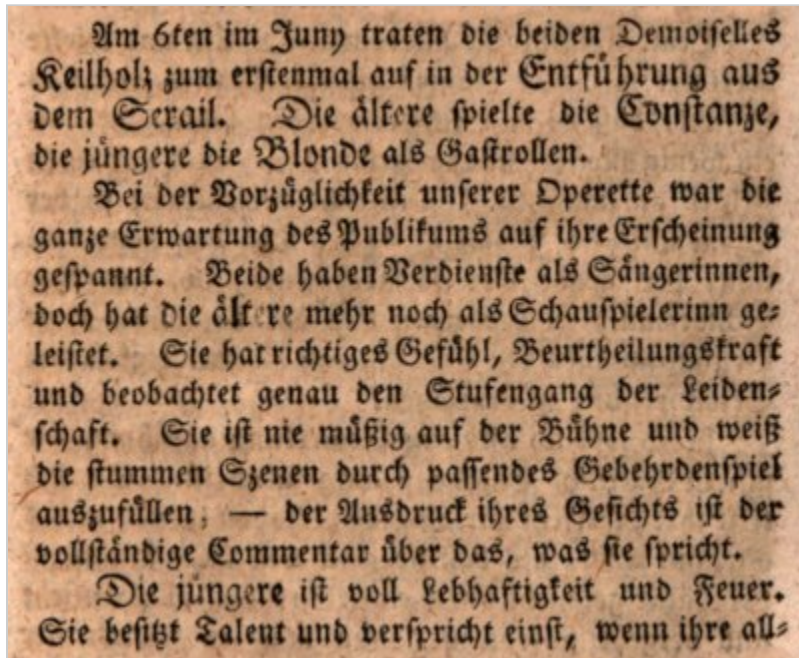 Am 6ten im Juny traten die beiden Demoiselles
Keilholz zum erstenmal auf in der Entführung aus
dem Serail. Die ältere spielte die Constanze,
die jüngere die Blonde als Gastrollen.
Bei der Vorzüglichkeit unserer Operette war die
ganze Erwartung des Publikums auf ihre Erscheinung
gespannt. Beide haben Verdienste als Sängerinnen,
doch hat die ältere mehr noch als Schauspielerinn ge-
leistet. Sie hat richtiges Gefühl, Beurtheilungskraft
und beobachtet genau den Stufengang der Leiden-
schaft. Sie ist nie müßig auf der Bühne und weiß
die stummen Szenen durch passendes Gebehrdenspiel
auszufüllen; — der Ausdruck ihres Gesichts ist der
vollständige Commentar über das, was sie spricht.
Die jüngere ist voll Lebhaftigkeit und Feuer.
Sie besitzt Talent und verspricht einst, wenn ihre all-